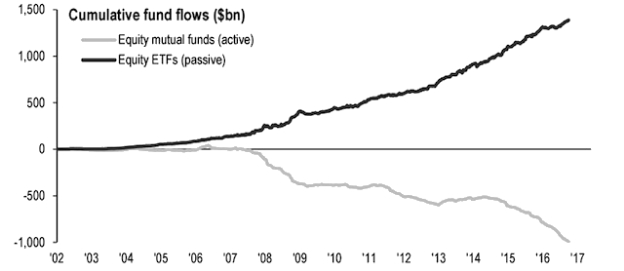 Cumulative fund flows ($bn)
Equity mutual funds (active)
Equity ETFs (passive)
1,500
1,000
500
0
-500
-1,000
'02 '03 '04 '05 '06 '07 '08 '09 '10 '11 '12 '13 '14 '15 '16 '17